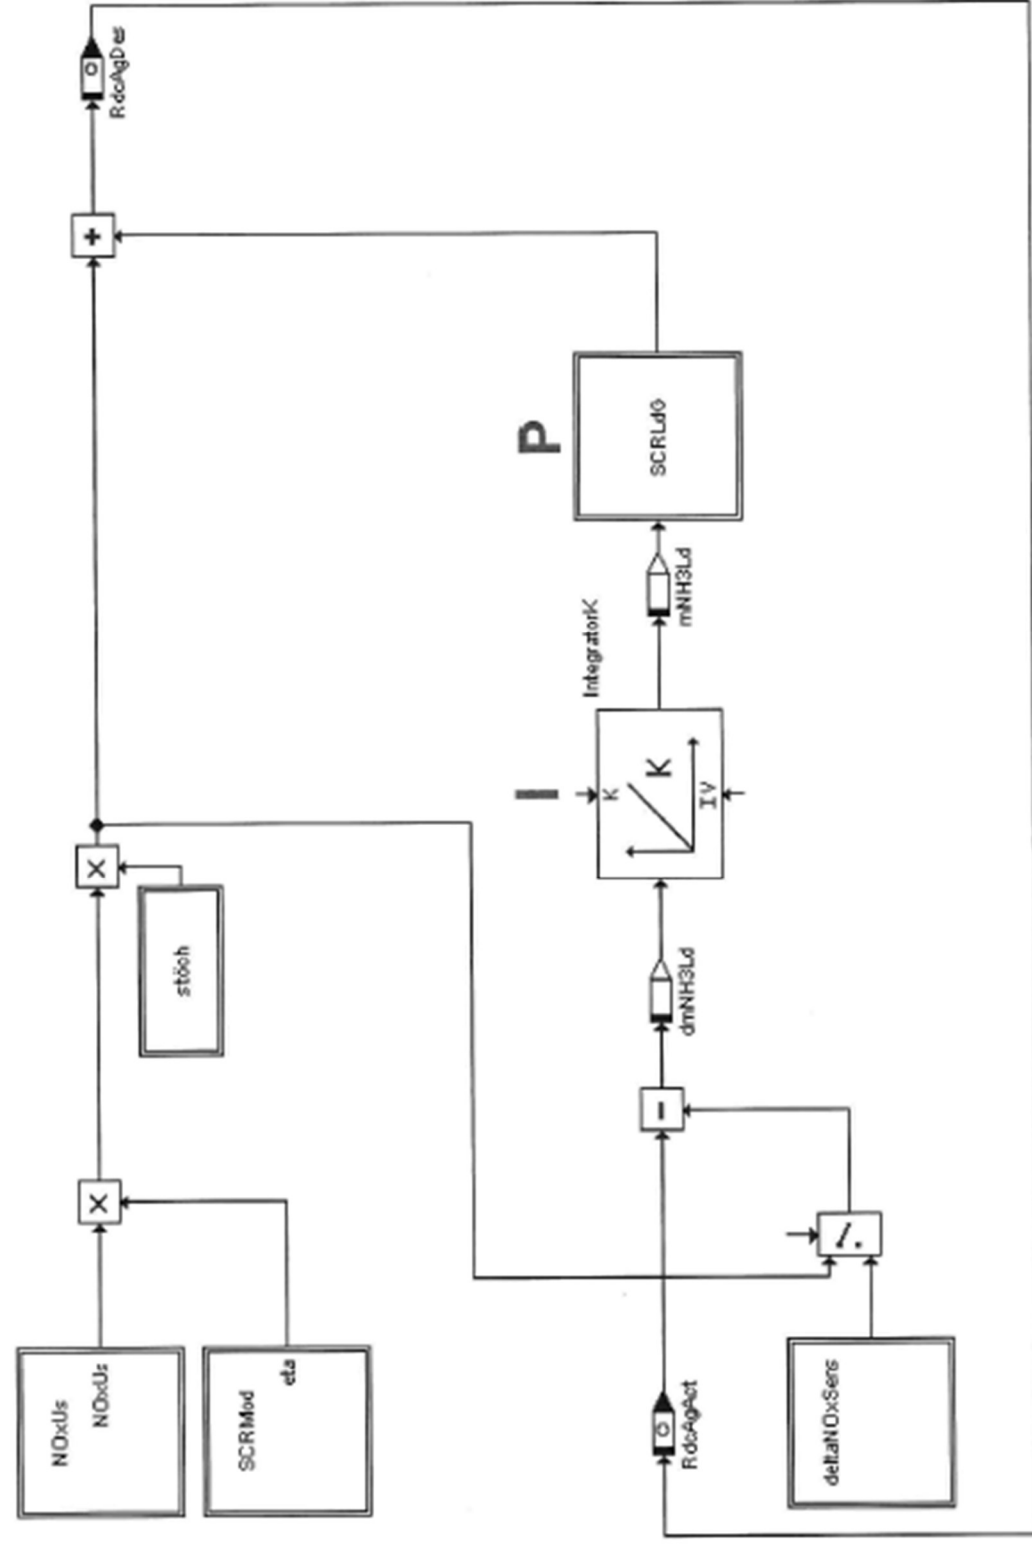 NOxUs
NOxUs
SCRMod
eta
X
stöch
X
+
RdcAgDes
RdcAgAct
deltaNOxSens
dmNH3Ld
I
K
K
IV
IntegratorK
mNH3Ld
P
SCRLdG